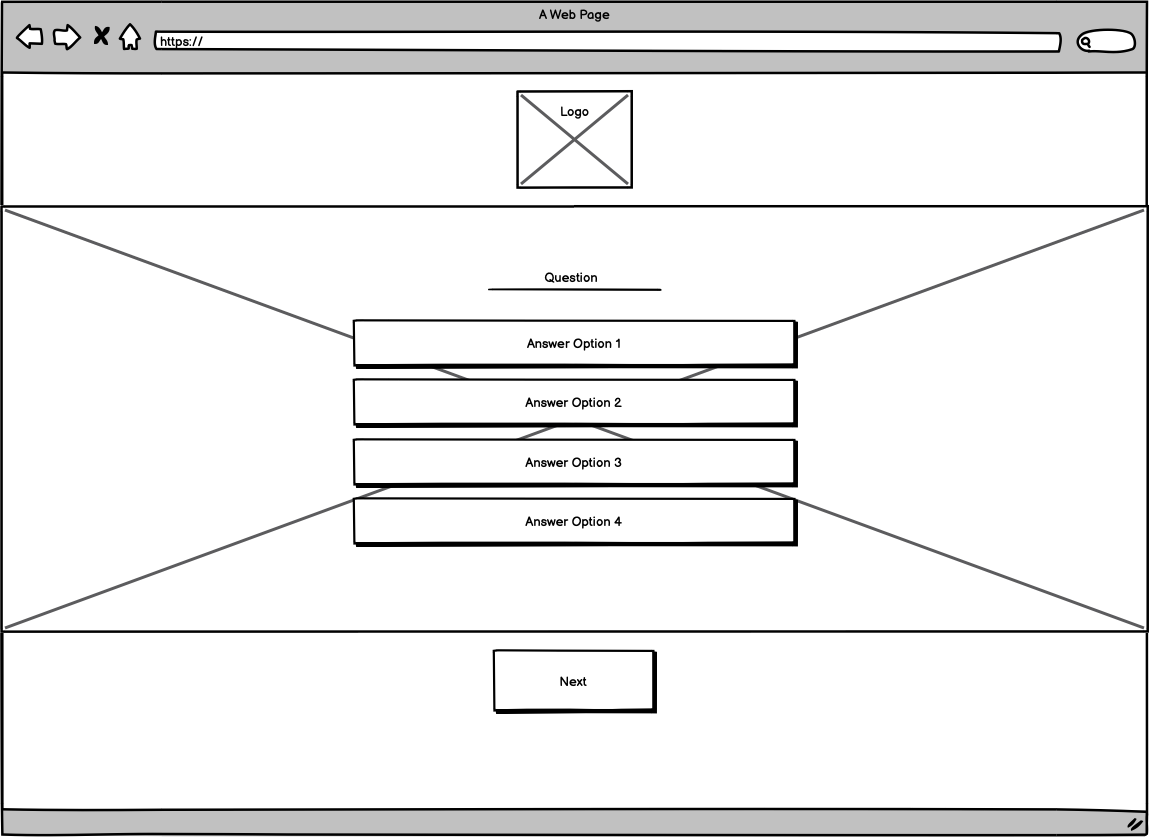 A Web Page
https://
Logo
Question
Answer Option 1
Answer Option 2
Answer Option 3
Answer Option 4
Next